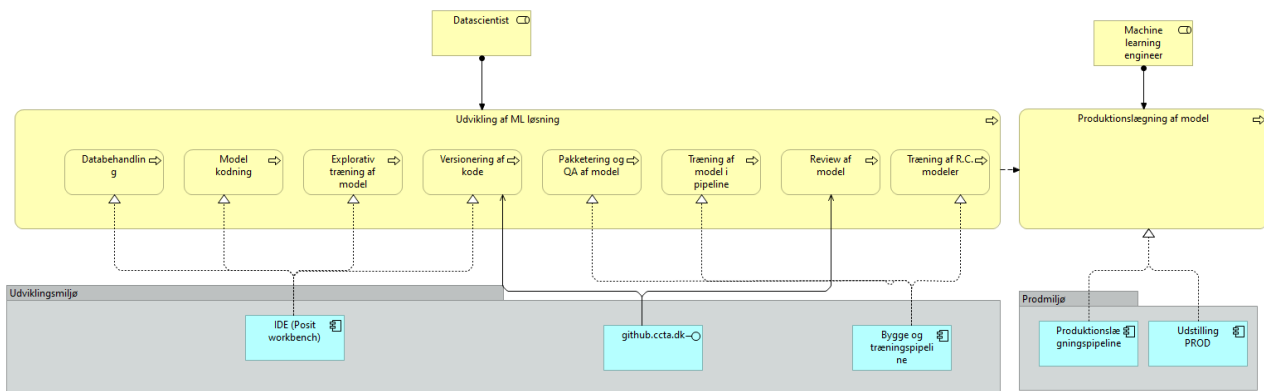 Datascientist
Machine
learning
engineer
Udvikling af ML løsning
Produktionslægning af model
Databehandlin
g
Model
kodning
Explorativ
træning af
model
Versionering af
kode
Pakketering og
QA af model
Træning af
model i
pipeline
Review af
model
Træning af R.C.
modeler
Udviklingsmiljø
Prodmiljø
IDE (Posit
workbench)
github.ccta.dk
Bygge og
træningspipeli
ne
Produktionslæ
gningspipeline
Udstilling
PROD